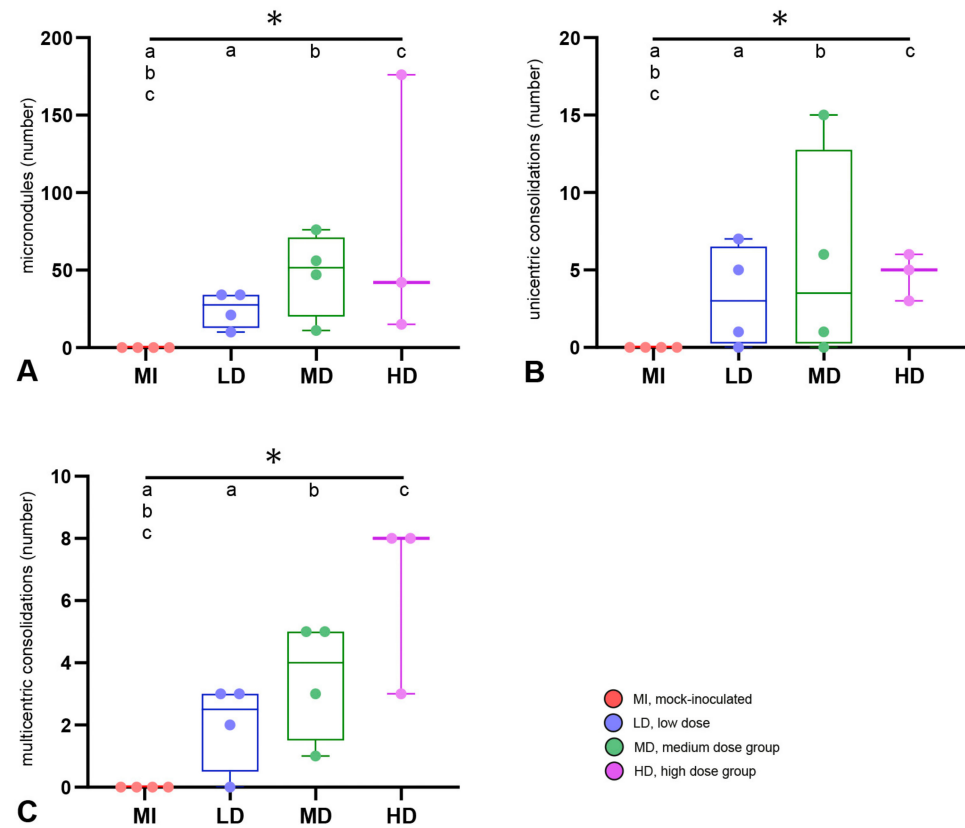 *
200
a a b c
b
c
150
100
50
0
micronodules (number)
A
MI LD MD HD
*
20
a a b c
b
c
15
10
5
0
unicentric consolidations (number)
B
MI LD MD HD
*
10
a a b c
b
c
8
6
4
2
0
multicentric consolidations (number)
C
MI LD MD HD
MI, mock-inoculated
LD, low dose
MD, medium dose group
HD, high dose group